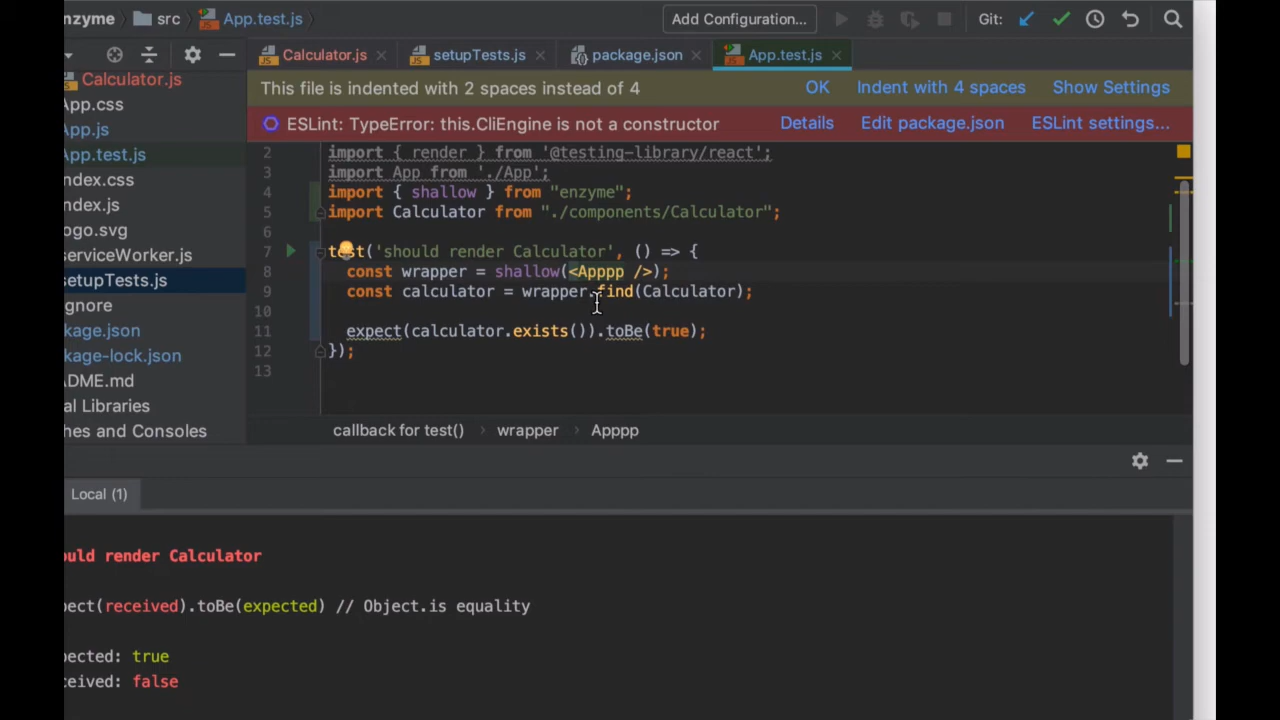 nzyme src App.test.js Add Configuration... Git:
Calculator.js setupTests.js package.json App.test.js
Calculator.js
App.css
App.js
App.test.js
ndex.css
ndex.js
ogo.svg
serviceWorker.js
setupTests.js
gnore
kage.json
kage-lock.json
DME.md
al Libraries
hes and Consoles
This file is indented with 2 spaces instead of 4 OK Indent with 4 spaces Show Settings
ESLint: TypeError: this.CliEngine is not a constructor Details Edit package.json ESLint settings...
2 import { render } from '@testing-library/react';
3 import App from './App';
4 import { shallow } from "enzyme";
5 import Calculator from "./components/Calculator";
6
7 test('should render Calculator', () => {
8 const wrapper = shallow(<Apppp />);
9 const calculator = wrapper.find(Calculator);
10
11 expect(calculator.exists()).toBe(true);
12 });
13
callback for test() › wrapper › Apppp
Local (1)
ould render Calculator
pect(received).toBe(expected) // Object.is equality
pected: true
ceived: false